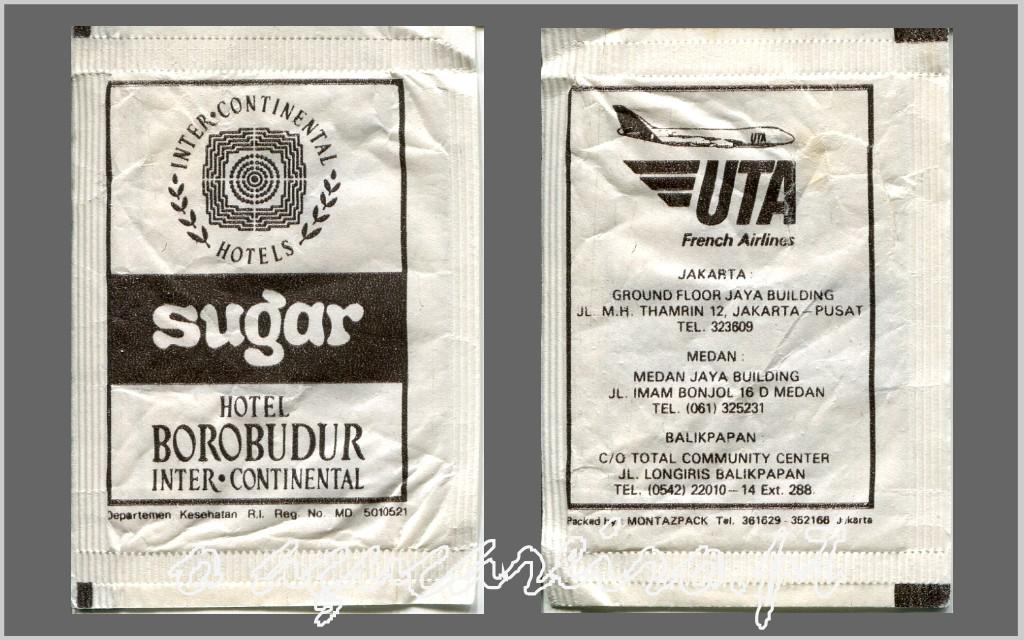 INTER•CONTINENTAL
HOTELS
sugar
HOTEL
BOROBUDUR
INTER•CONTINENTAL
Departemen Kesehatan R.I. Reg. No. MD. 5010521
UTA
UTA
French Airlines
JAKARTA :
GROUND FLOOR JAYA BUILDING
JL. M.H. THAMRIN 12, JAKARTA – PUSAT
TEL. 323609
MEDAN :
MEDAN JAYA BUILDING
JL. IMAM BONJOL 16 D MEDAN
TEL. (061) 325231
BALIKPAPAN :
C/O TOTAL COMMUNITY CENTER
JL. LONGIRIS BALIKPAPAN
TEL. (0542) 22010 – 14 Ext. 288.
Packed by : MONTAZPACK Tel. 361629 - 352166 Jakarta